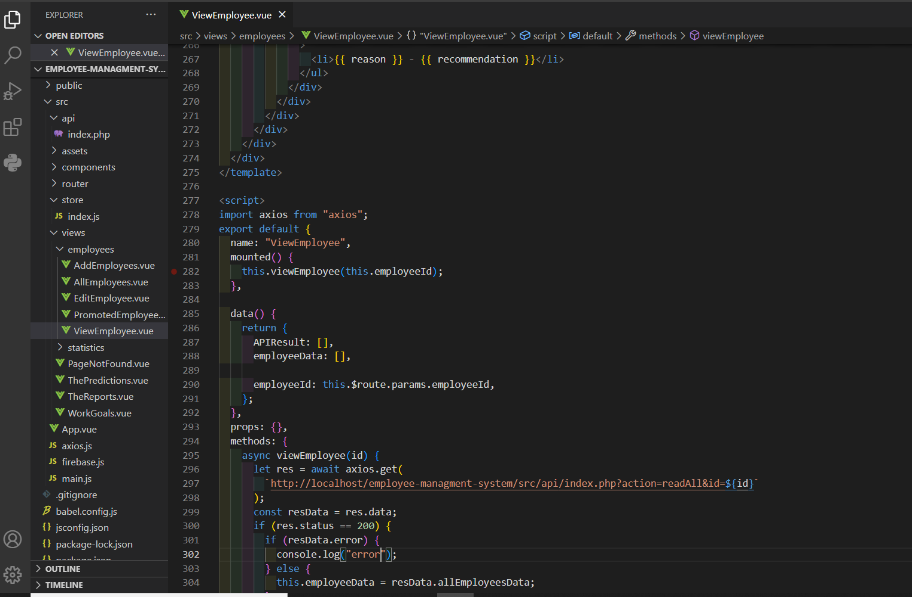 EXPLORER
ViewEmployee.vue
OPEN EDITORS
ViewEmployee.vue...
EMPLOYEE-MANAGMENT-SY...
public
src
api
index.php
assets
components
router
store
JS index.js
views
employees
AddEmployees.vue
AllEmployees.vue
EditEmployee.vue
PromotedEmployee...
ViewEmployee.vue
statistics
PageNotFound.vue
ThePredictions.vue
TheReports.vue
WorkGoals.vue
App.vue
JS axios.js
JS firebase.js
JS main.js
.gitignore
babel.config.js
{} jsconfig.json
{} package-lock.json
{} package.json
OUTLINE
TIMELINE
src > views > employees > ViewEmployee.vue > {} "ViewEmployee.vue" > script > default > methods > viewEmployee
266 >
267 <li>{{ reason }} - {{ recommendation }}</li>
268 </ul>
269 </div>
270 </div>
271 </div>
272 </div>
273 </div>
274 </div>
275 </template>
276
277 <script>
278 import axios from "axios";
279 export default {
280 name: "ViewEmployee",
281 mounted() {
282 this.viewEmployee(this.employeeId);
283 },
284
285 data() {
286 return {
287 APIResult: [],
288 employeeData: [],
289
290 employeeId: this.$route.params.employeeId,
291 };
292 },
293 props: {},
294 methods: {
295 async viewEmployee(id) {
296 let res = await axios.get(
297 `http://localhost/employee-managment-system/src/api/index.php?action=readAll&id=${id}`
298 );
299 const resData = res.data;
300 if (res.status == 200) {
301 if (resData.error) {
302 console.log("error");
303 } else {
304 this.employeeData = resData.allEmployeesData;